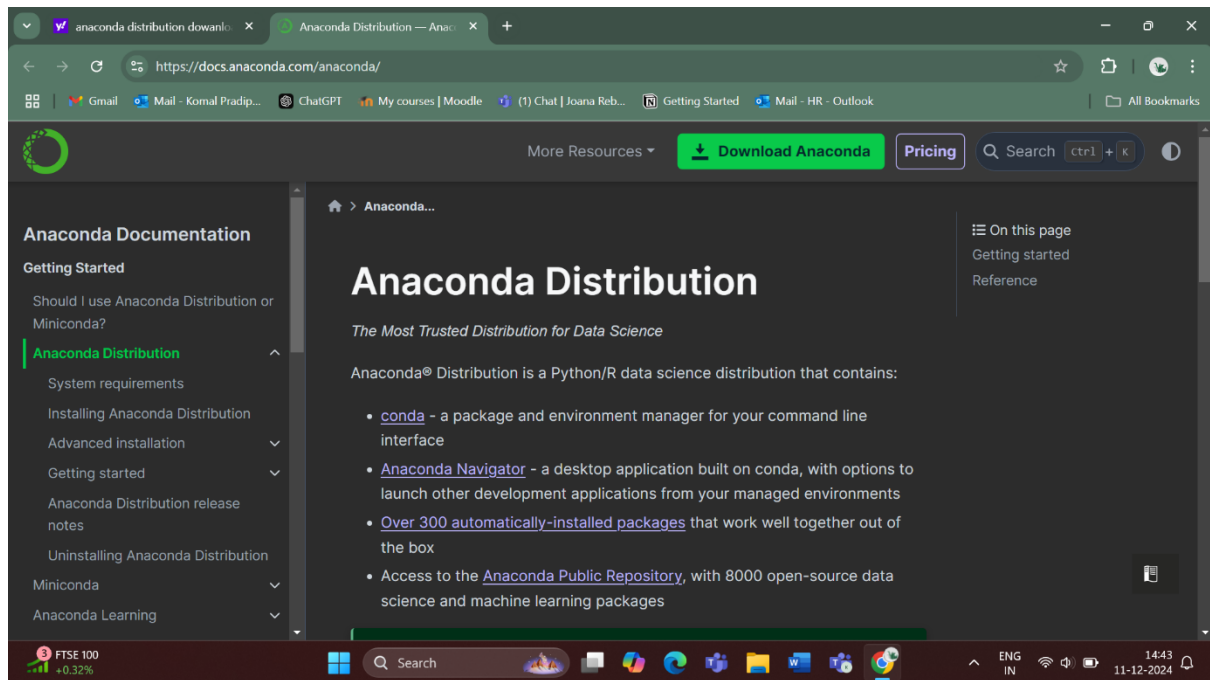 anaconda distribution dowanlo
Anaconda Distribution — Anac
https://docs.anaconda.com/anaconda/
Gmail
Mail - Komal Pradip...
ChatGPT
My courses | Moodle
(1) Chat | Joana Reb...
Getting Started
Mail - HR - Outlook
All Bookmarks
More Resources
Download Anaconda
Pricing
Search Ctrl + K
Anaconda Documentation
Getting Started
Should I use Anaconda Distribution or
Miniconda?
Anaconda Distribution
System requirements
Installing Anaconda Distribution
Advanced installation
Getting started
Anaconda Distribution release
notes
Uninstalling Anaconda Distribution
Miniconda
Anaconda Learning
> Anaconda...
Anaconda Distribution
The Most Trusted Distribution for Data Science
Anaconda® Distribution is a Python/R data science distribution that contains:
• conda - a package and environment manager for your command line
interface
• Anaconda Navigator - a desktop application built on conda, with options to
launch other development applications from your managed environments
• Over 300 automatically-installed packages that work well together out of
the box
• Access to the Anaconda Public Repository, with 8000 open-source data
science and machine learning packages
On this page
Getting started
Reference
3
FTSE 100
+0.32%
Search
ENG
IN
14:43
11-12-2024